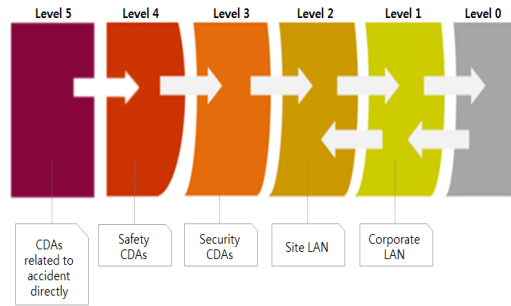 Level 5 Level 4 Level 3 Level 2 Level 1 Level 0
CDAs
related to
accident
directly
Safety
CDAs
Security
CDAs
Site LAN
Corporate
LAN